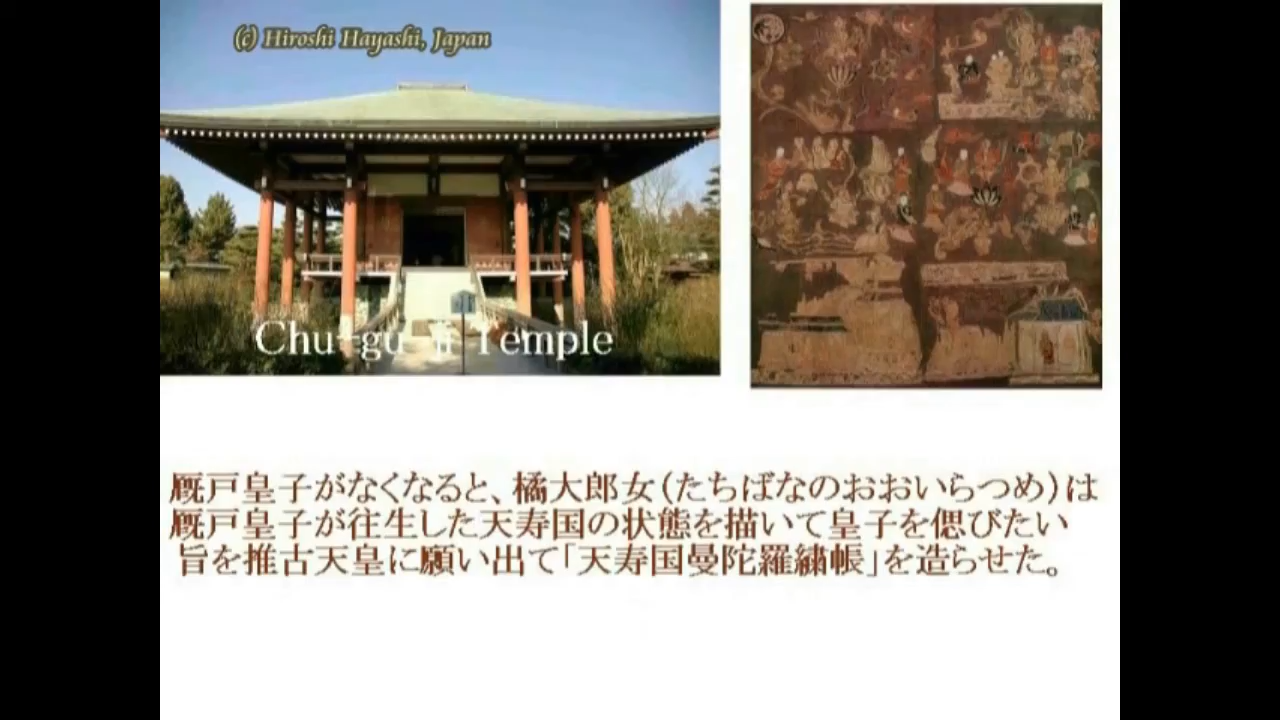 (c) Hiroshi Hayashi, Japan
Chu-gu-ji Temple
厩戸皇子がなくなると、橘大郎女(たちばなのおおいらつめ)は
厩戸皇子が往生した天寿国の状態を描いて皇子を偲びたい
旨を推古天皇に願い出て「天寿国曼陀羅繍帳」を造らせた。